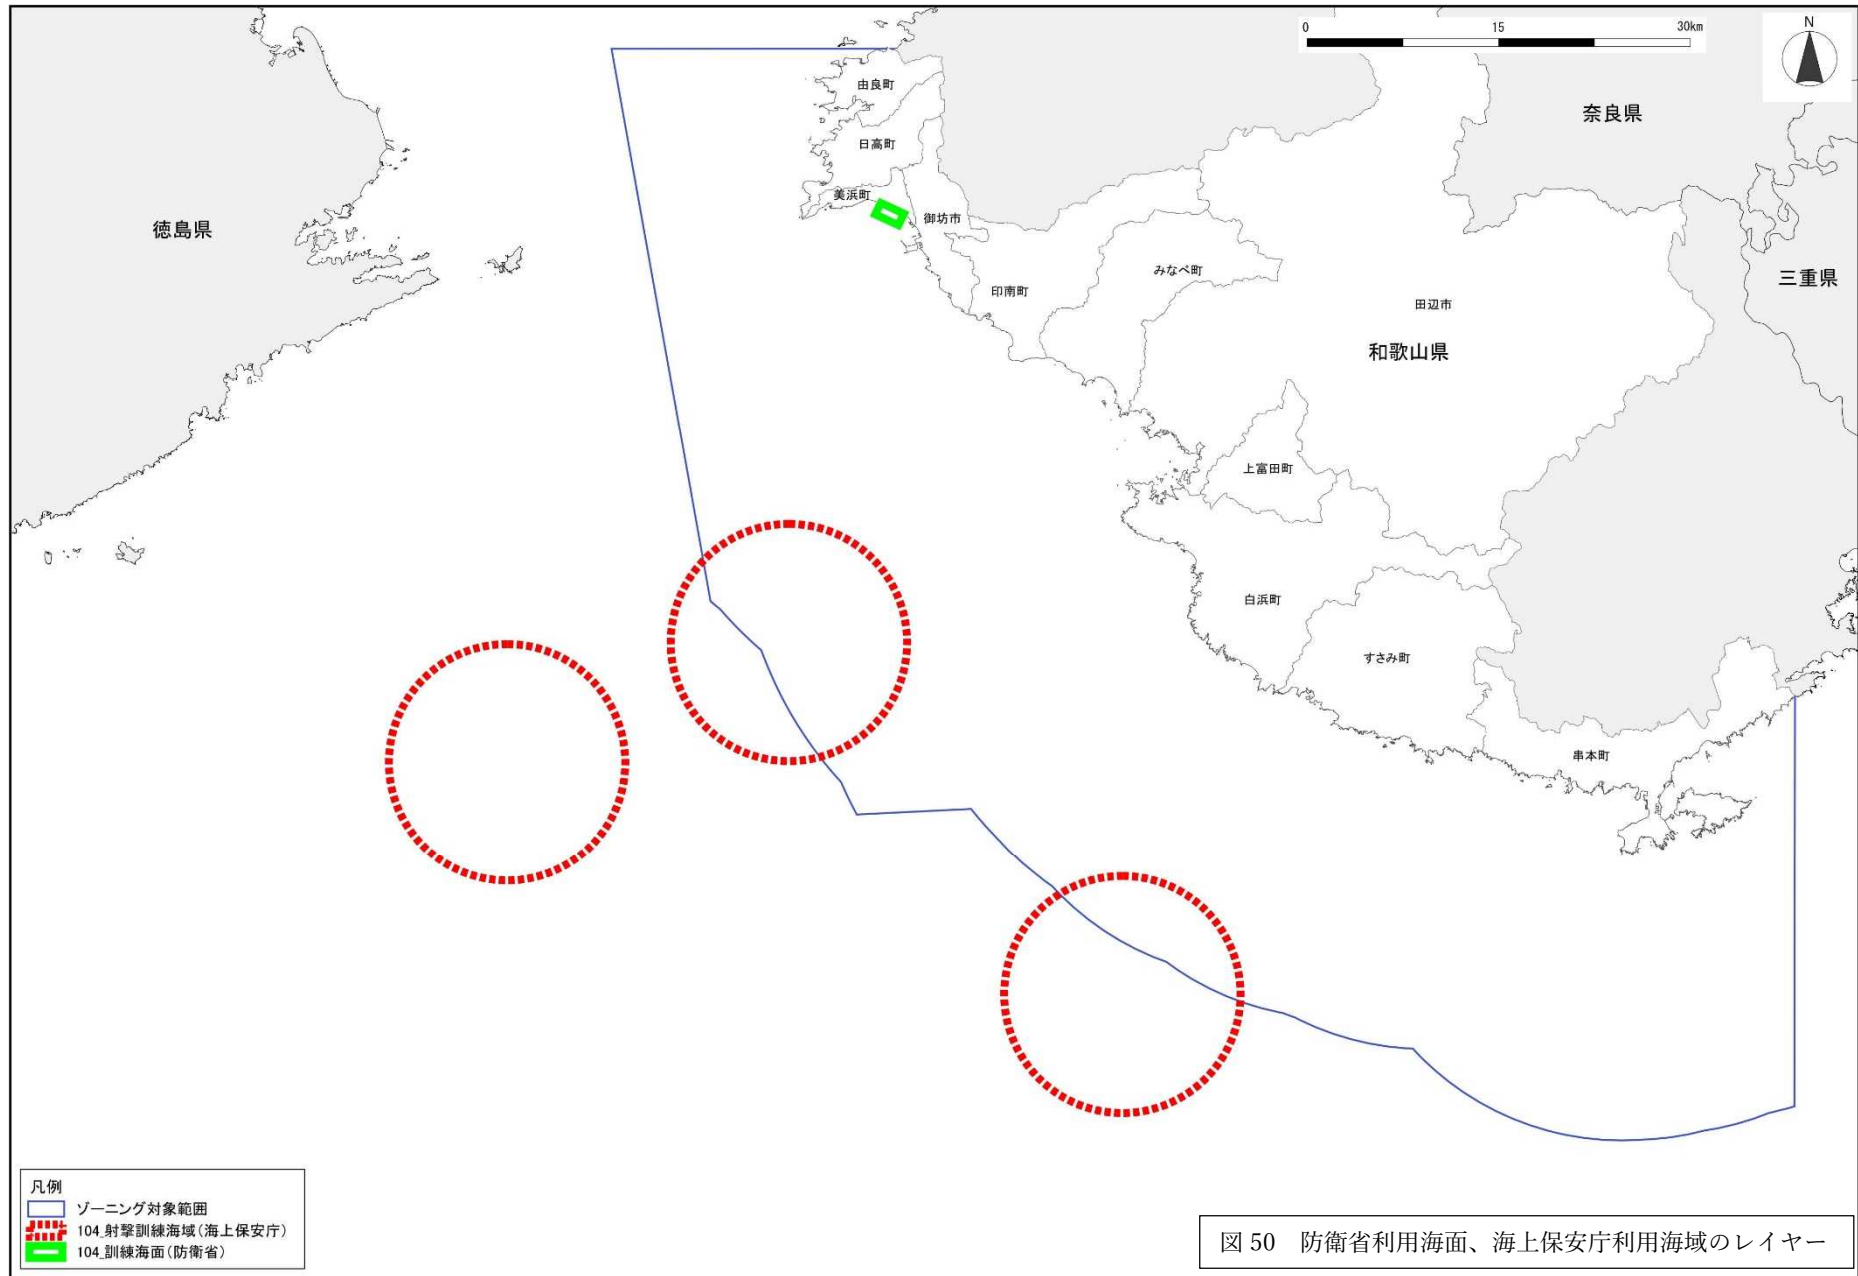 0 15 30km
N
由良町
奈良県
日高町
美浜町
徳島県
御坊市
みなべ町
三重県
印南町
田辺市
和歌山県
上富田町
白浜町
すさみ町
串本町
凡例
ゾーニング対象範囲
104_射撃訓練海域(海上保安庁)
104_訓練海面(防衛省)
図 50 防衛省利用海面、海上保安庁利用海域のレイヤー